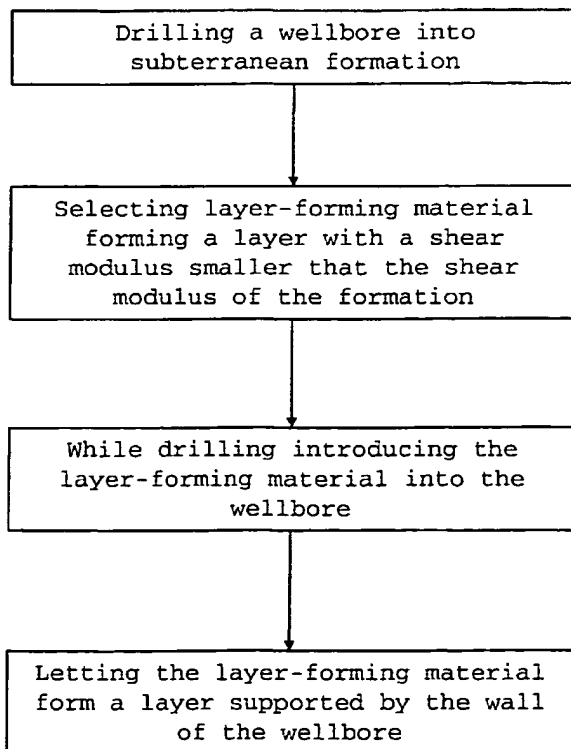 Drilling a wellbore into
subterranean formation
Selecting layer-forming material
forming a layer with a shear
modulus smaller that the shear
modulus of the formation
While drilling introducing the
layer-forming material into the
wellbore
Letting the layer-forming material
form a layer supported by the wall
of the wellbore